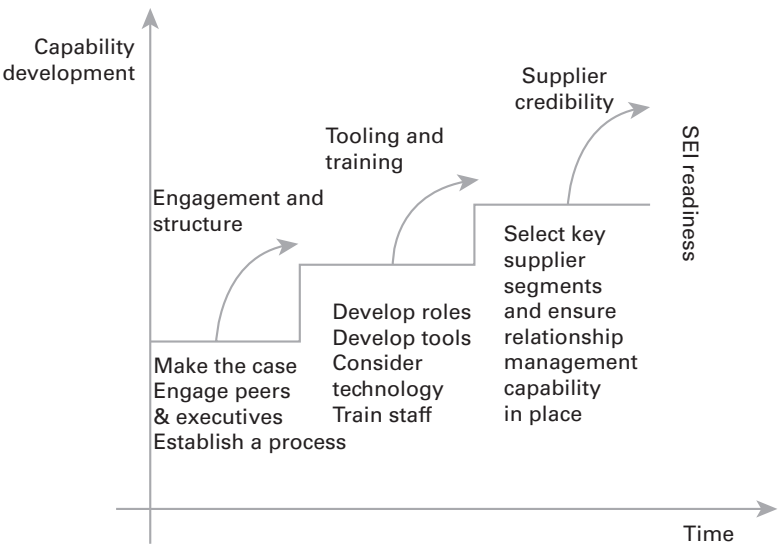 Capability
development
Supplier
credibility
Tooling and
training
SEI readiness
Engagement and
structure
Select key
supplier
segments
and ensure
relationship
management
capability
in place
Develop roles
Develop tools
Consider
technology
Train staff
Make the case
Engage peers
& executives
Establish a process
Time